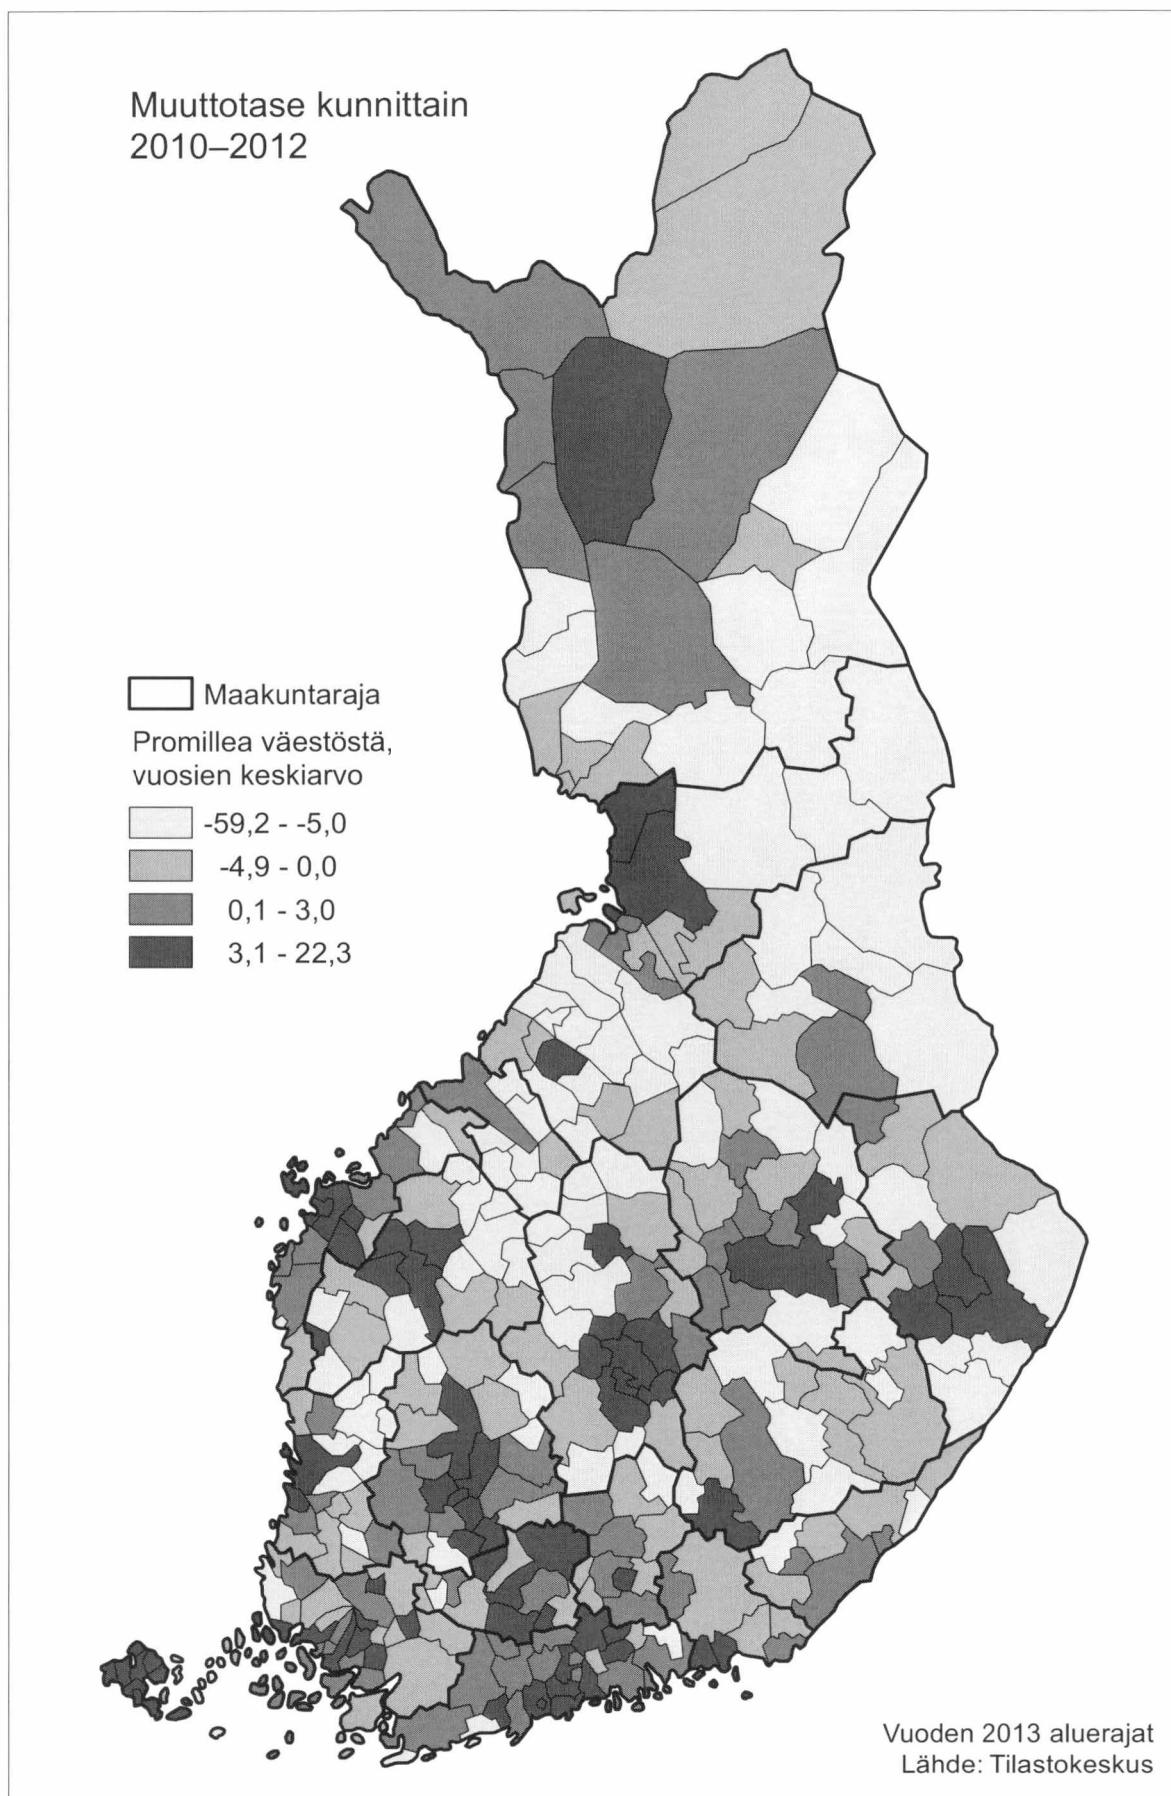 Muuttotase kunnittain
2010–2012
Maakuntaraja
Promillea väestöstä,
vuosien keskiarvo
-59,2 - -5,0
-4,9 - 0,0
0,1 - 3,0
3,1 - 22,3
Vuoden 2013 aluerajat
Lähde: Tilastokeskus